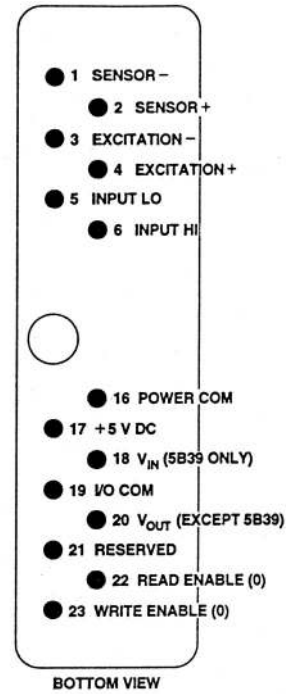 1 SENSOR −
2 SENSOR +
3 EXCITATION −
4 EXCITATION +
5 INPUT LO
6 INPUT HI
16 POWER COM
17 +5 V DC
18 VIN (5B39 ONLY)
19 I/O COM
20 VOUT (EXCEPT 5B39)
21 RESERVED
22 READ ENABLE (0)
23 WRITE ENABLE (0)
BOTTOM VIEW